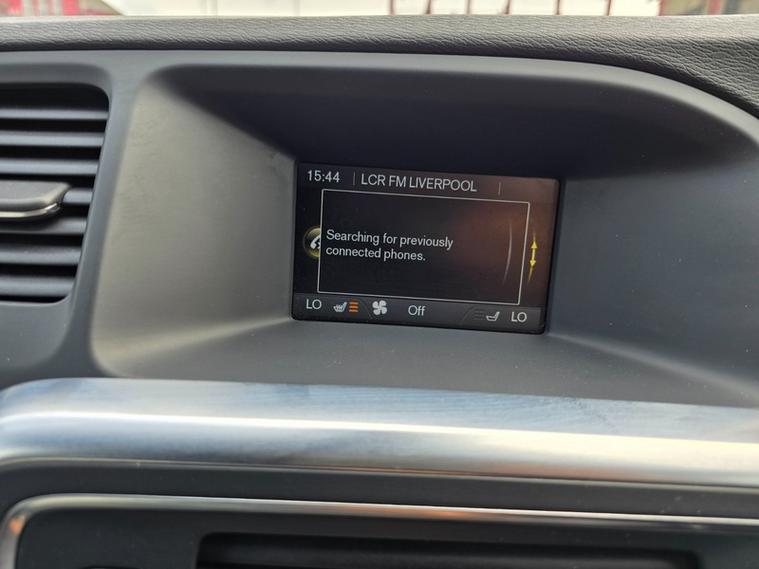 15:44 LCR FM LIVERPOOL
Searching for previously
connected phones.
LO Off LO